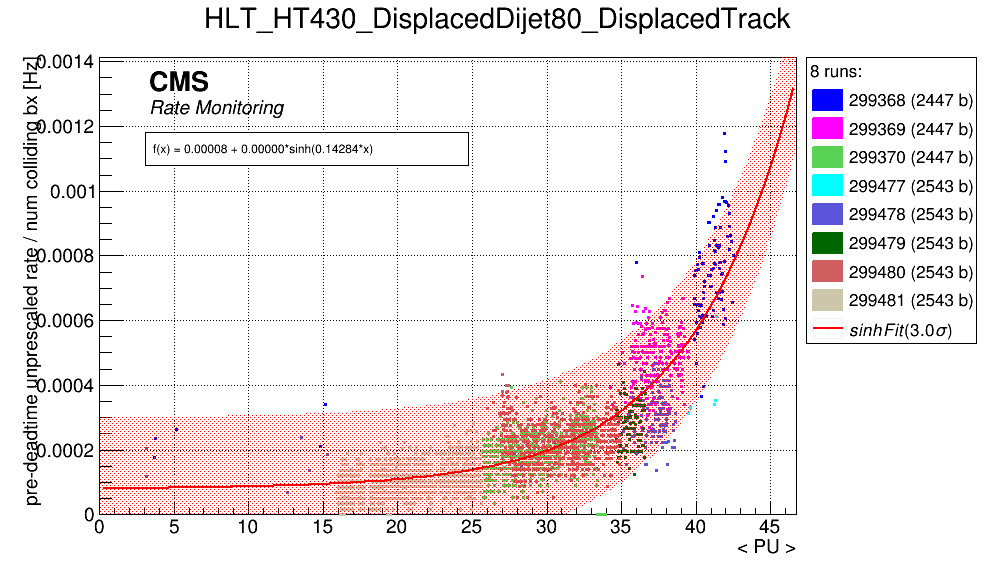 HLT_HT430_DisplacedDijet80_DisplacedTrack
pre-deadtime unprescaled rate / num colliding bx [Hz]
0.0014
0.0012
0.001
0.0008
0.0006
0.0004
0.0002
0
CMS
Rate Monitoring
f(x) = 0.00008 + 0.00000*sinh(0.14284*x)
0 5 10 15 20 25 30 35 40 45
< PU >
8 runs:
299368 (2447 b)
299369 (2447 b)
299370 (2447 b)
299477 (2543 b)
299478 (2543 b)
299479 (2543 b)
299480 (2543 b)
299481 (2543 b)
sinhFit(3.0σ)